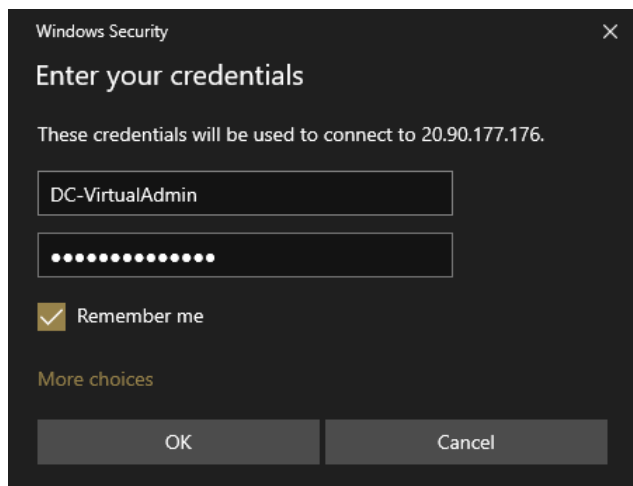 Windows Security
Enter your credentials
These credentials will be used to connect to 20.90.177.176.
DC-VirtualAdmin
●●●●●●●●●●●●●●
Remember me
More choices
OK
Cancel